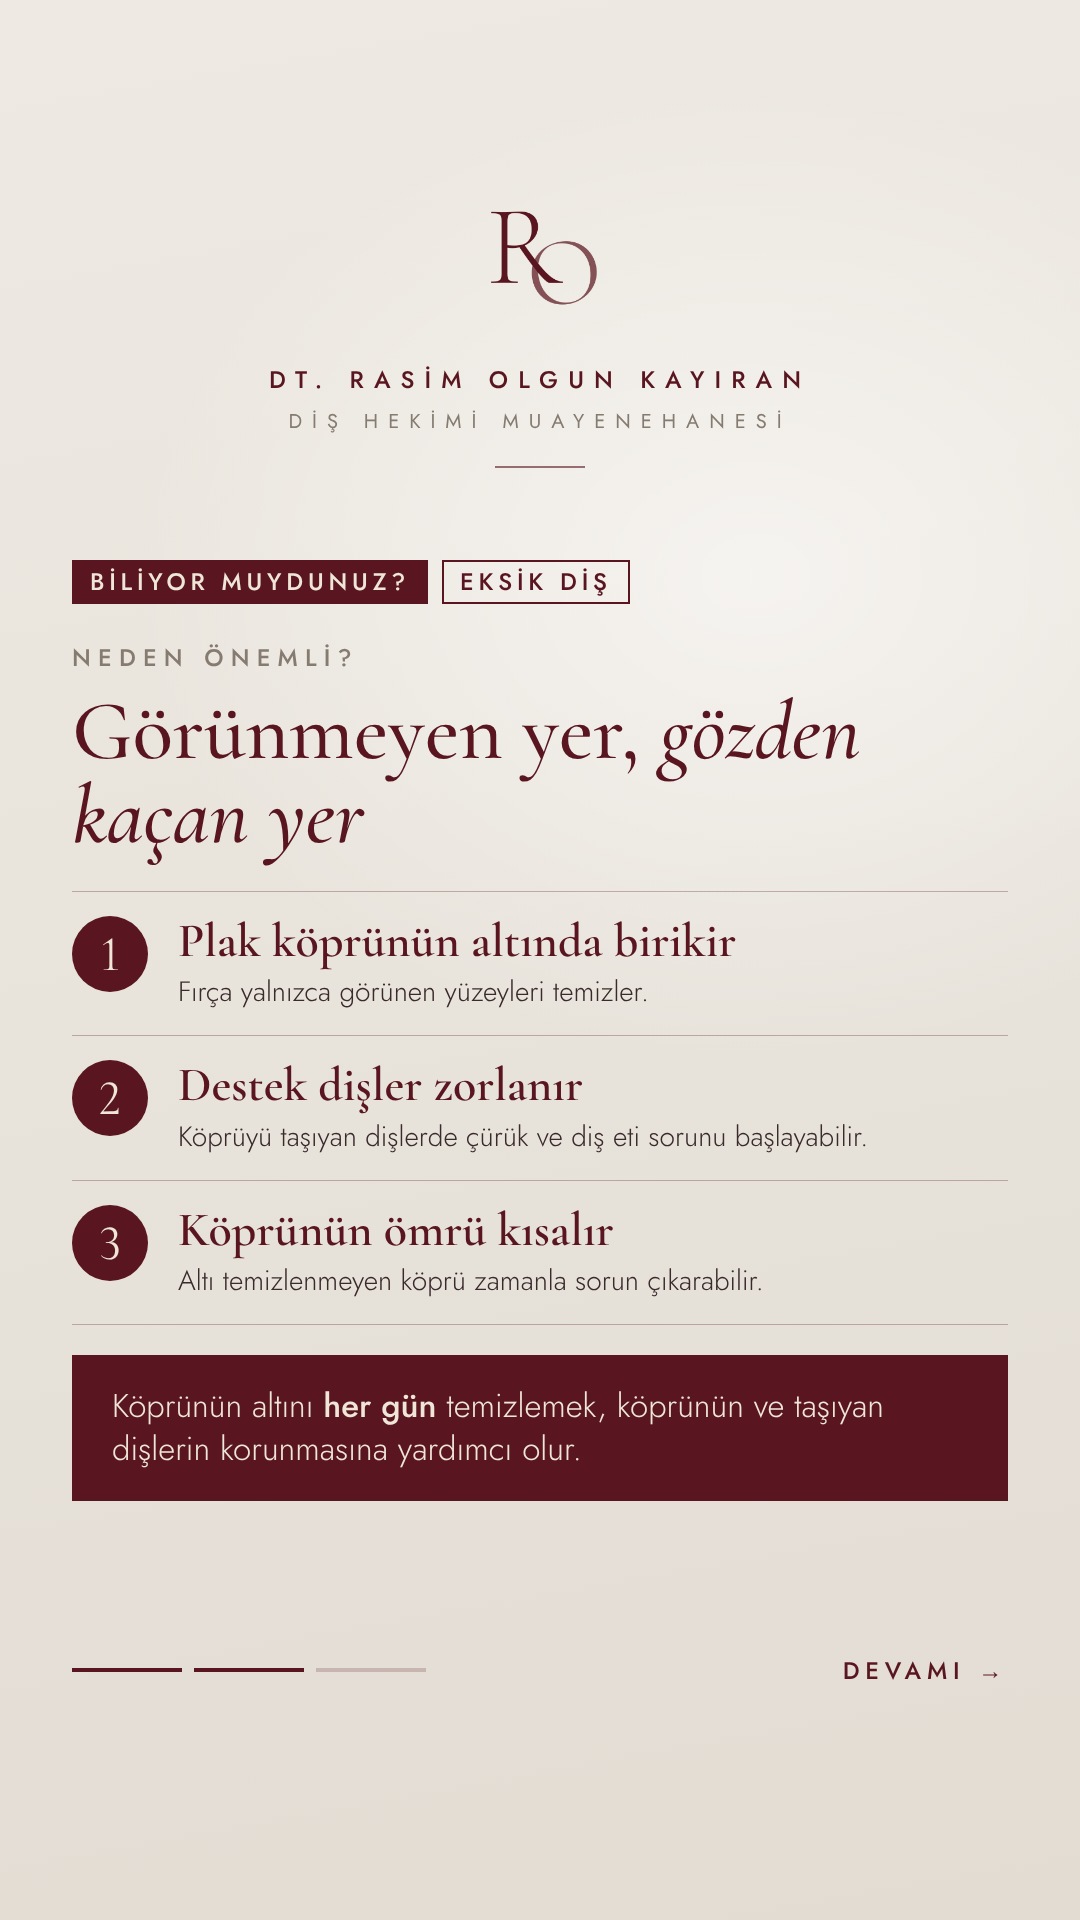 RO
DT. RASİM OLGUN KAYIRAN
DİŞ HEKİMİ MUAYENEHANESİ
BİLİYOR MUYDUNUZ? EKSİK DİŞ
NEDEN ÖNEMLİ?
Görünmeyen yer, gözden
kaçan yer
1 Plak köprünün altında birikir
Fırça yalnızca görünen yüzeyleri temizler.
2 Destek dişler zorlanır
Köprüyü taşıyan dişlerde çürük ve diş eti sorunu başlayabilir.
3 Köprünün ömrü kısalır
Altı temizlenmeyen köprü zamanla sorun çıkarabilir.
Köprünün altını her gün temizlemek, köprünün ve taşıyan
dişlerin korunmasına yardımcı olur.
DEVAMI →